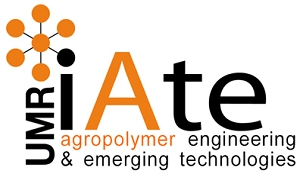 UMR
iAte
agropolymer engineering
& emerging technologies